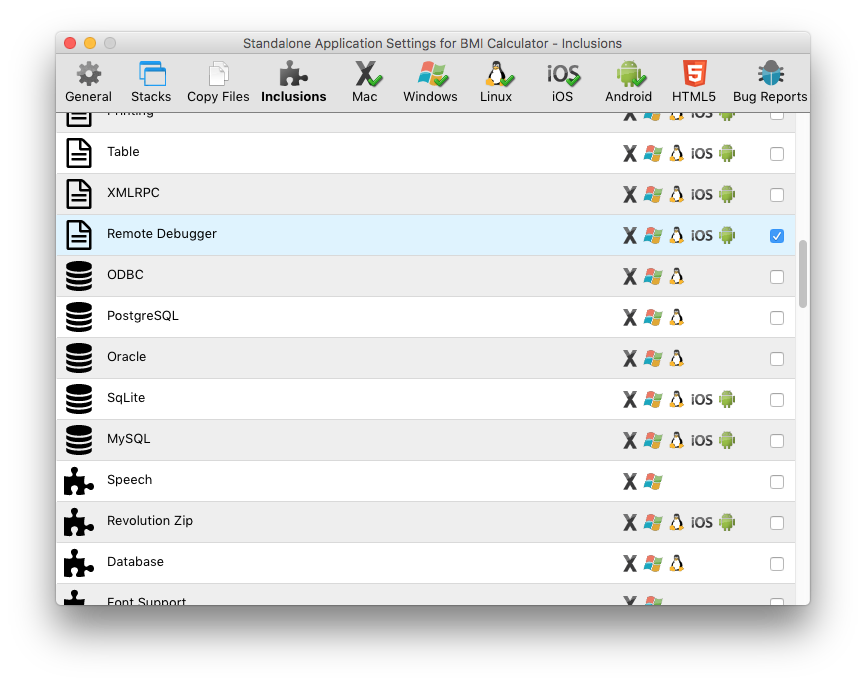 Standalone Application Settings for BMI Calculator - Inclusions
General Stacks Copy Files Inclusions Mac Windows Linux iOS Android HTML5 Bug Reports
Printing iOS
Table iOS
XMLRPC iOS
Remote Debugger iOS
ODBC
PostgreSQL
Oracle
SqLite iOS
MySQL iOS
Speech
Revolution Zip iOS
Database
Font Support